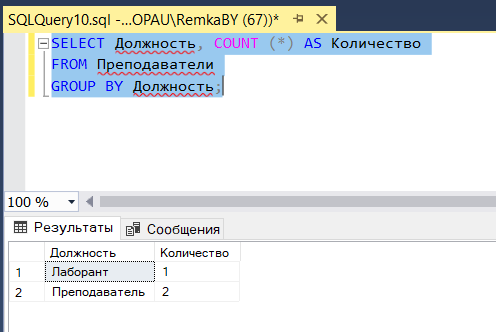 SQLQuery10.sql -...OPAU\RemkaBY (67))*
SELECT Должность, COUNT (*) AS Количество
FROM Преподаватели
GROUP BY Должность;
100 %
Результаты Сообщения
Должность Количество
1 Лаборант 1
2 Преподаватель 2